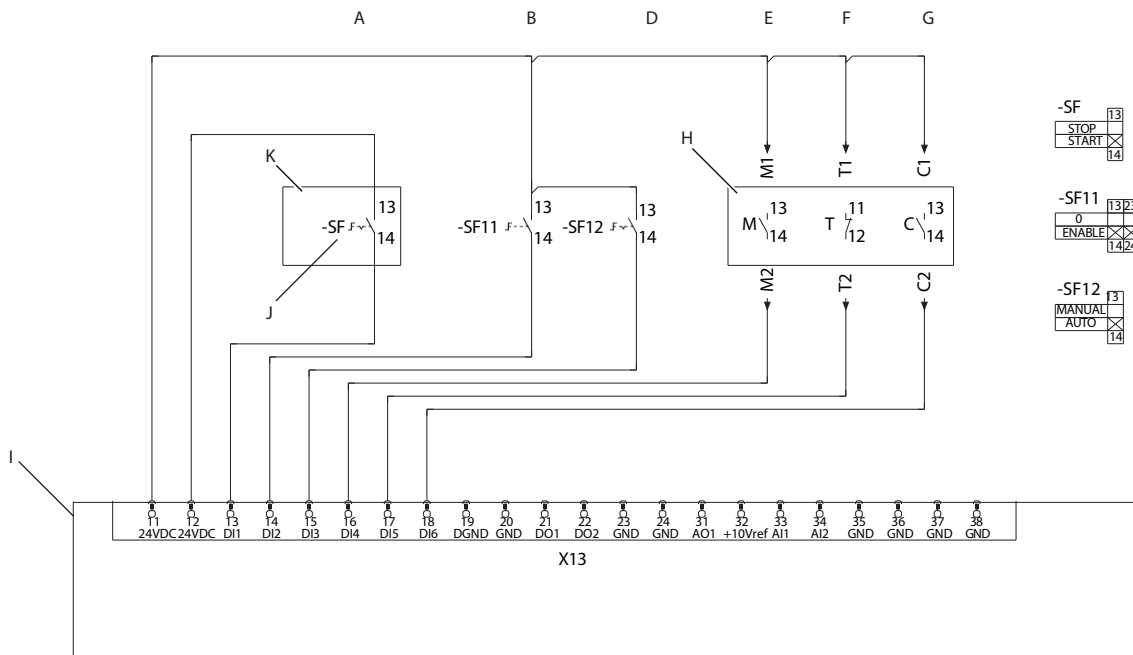 A B D E F G
-SF 13
STOP
START
14
H
K
M1 T1 C1
-SF11 13 23
0
ENABLE
14 24
13 13 13 13 11 13
-SF -SF11 -SF12 M T C
14 14 14 14 12 14
J
M2 T2 C2
-SF12 13
MANUAL
AUTO
14
I
11 12 13 14 15 16 17 18 19 20 21 22 23 24 31 32 33 34 35 36 37 38
24VDC 24VDC DI1 DI2 DI3 DI4 DI5 DI6 DGND GND DO1 DO2 GND GND AO1 +10Vref AI1 AI2 GND GND GND GND
X13